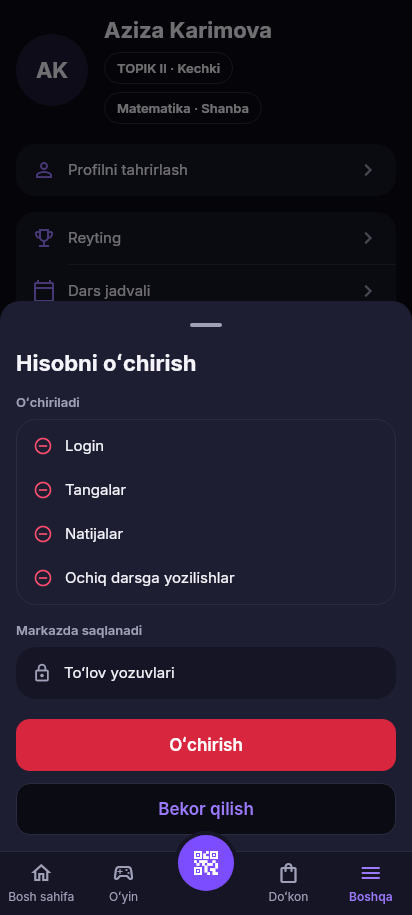 Aziza Karimova
AK
TOPIK II · Kechki
Matematika · Shanba
Profilni tahrirlash
Reyting
Dars jadvali
Hisobni oʻchirish
Oʻchiriladi
Login
Tangalar
Natijalar
Ochiq darsga yozilishlar
Markazda saqlanadi
Toʻlov yozuvlari
Oʻchirish
Bekor qilish
Bosh sahifa
Oʻyin
Doʻkon
Boshqa